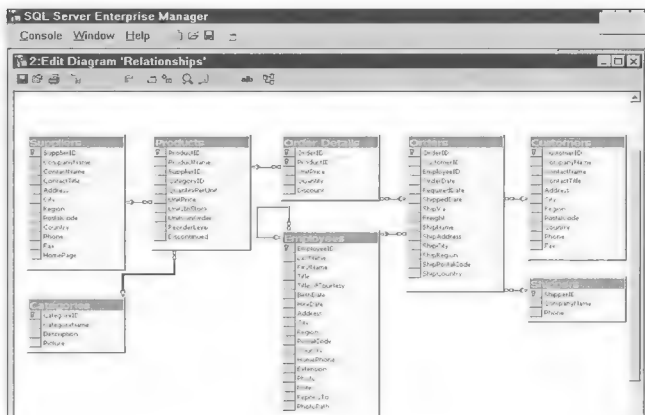 SQL Server Enterprise Manager
Console Window Help
2:Edit Diagram 'Relationships'
ab
Suppliers
SupplierID
CompanyName
ContactName
ContactTitle
Address
City
Region
PostalCode
Country
Phone
Fax
HomePage
Products
ProductID
ProductName
SupplierID
CategoryID
QuantityPerUnit
UnitPrice
UnitsInStock
UnitsOnOrder
ReorderLevel
Discontinued
Order Details
OrderID
ProductID
UnitPrice
Quantity
Discount
Orders
OrderID
CustomerID
EmployeeID
OrderDate
RequiredDate
ShippedDate
ShipVia
Freight
ShipName
ShipAddress
ShipCity
ShipRegion
ShipPostalCode
ShipCountry
Customers
CustomerID
CompanyName
ContactName
ContactTitle
Address
City
Region
PostalCode
Country
Phone
Fax
Employees
EmployeeID
LastName
FirstName
Title
TitleOfCourtesy
BirthDate
HireDate
Address
City
Region
PostalCode
Country
HomePhone
Extension
Photo
Notes
ReportsTo
PhotoPath
Shippers
ShipperID
CompanyName
Phone
Categories
CategoryID
CategoryName
Description
Picture